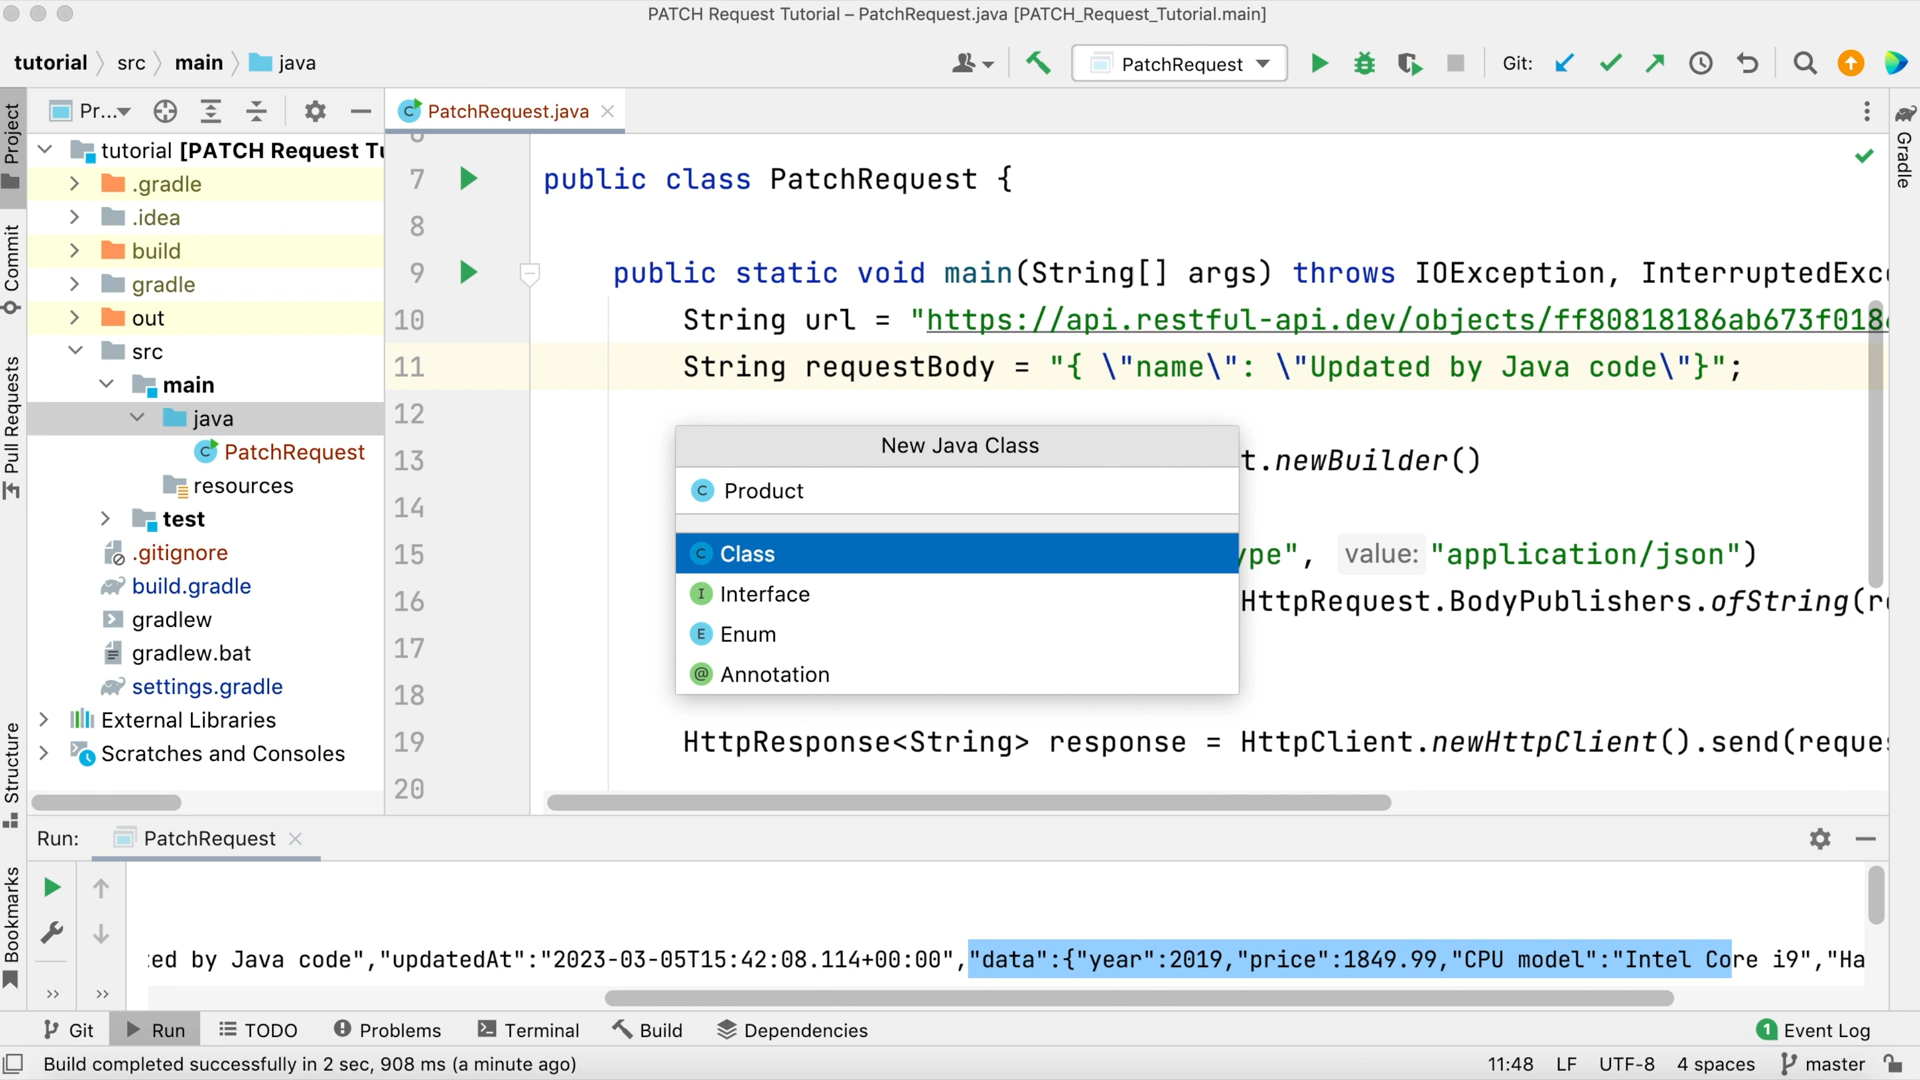 PATCH Request Tutorial – PatchRequest.java [PATCH_Request_Tutorial.main]
tutorial src main java
PatchRequest Git:
Project
Commit
Pull Requests
Structure
Bookmarks
Pr...
tutorial [PATCH Request Tu
.gradle
.idea
build
gradle
out
src
main
java
PatchRequest
resources
test
.gitignore
build.gradle
gradlew
gradlew.bat
settings.gradle
External Libraries
Scratches and Consoles
PatchRequest.java
Gradle
7 public class PatchRequest {
8
9 public static void main(String[] args) throws IOException, InterruptedExc
10 String url = "https://api.restful-api.dev/objects/ff80818186ab673f018
11 String requestBody = "{ \"name\": \"Updated by Java code\"}";
12
13 t.newBuilder()
14
15 ype", value: "application/json")
16 HttpRequest.BodyPublishers.ofString(r
17
18
19 HttpResponse<String> response = HttpClient.newHttpClient().send(reque
20
New Java Class
C Product
C Class
I Interface
E Enum
@ Annotation
Run: PatchRequest
ed by Java code","updatedAt":"2023-03-05T15:42:08.114+00:00","data":{"year":2019,"price":1849.99,"CPU model":"Intel Core i9","Ha
Git Run TODO Problems Terminal Build Dependencies 1 Event Log
Build completed successfully in 2 sec, 908 ms (a minute ago) 11:48 LF UTF-8 4 spaces master